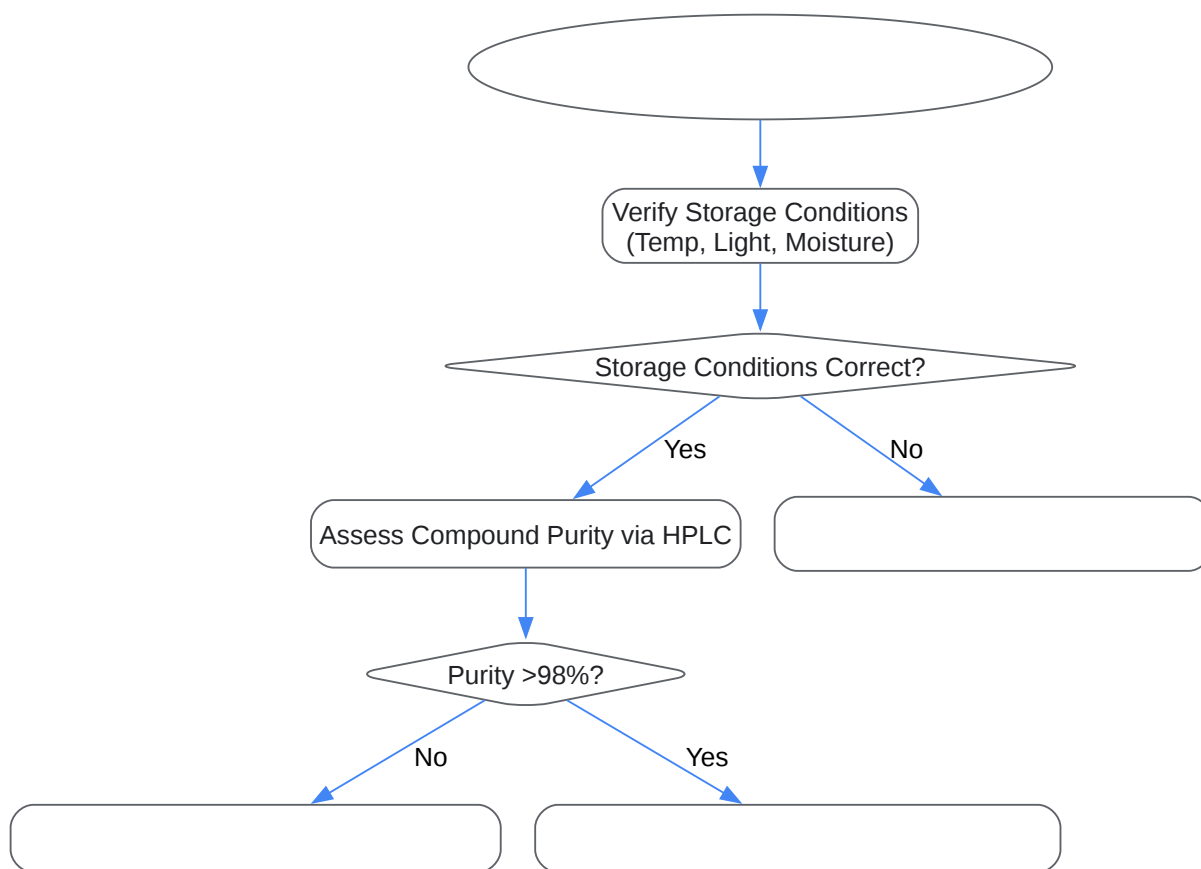 Verify Storage Conditions
(Temp, Light, Moisture)
Storage Conditions Correct?
Yes
No
Assess Compound Purity via HPLC
Purity >98%?
No
Yes